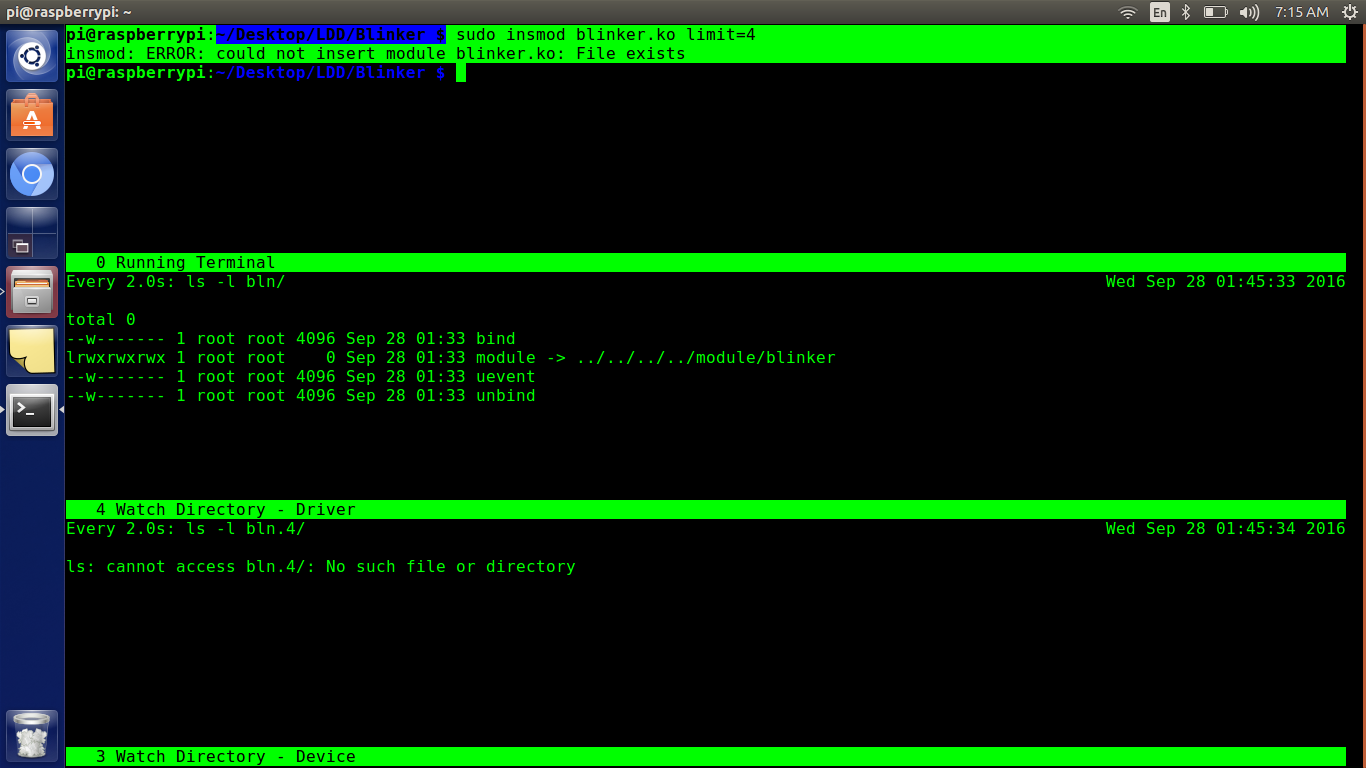 pi@raspberrypi: ~
En
7:15 AM
pi@raspberrypi:~/Desktop/LDD/Blinker $ sudo insmod blinker.ko limit=4
insmod: ERROR: could not insert module blinker.ko: File exists
pi@raspberrypi:~/Desktop/LDD/Blinker $
0 Running Terminal
Every 2.0s: ls -l bln/ Wed Sep 28 01:45:33 2016
total 0
--w------- 1 root root 4096 Sep 28 01:33 bind
lrwxrwxrwx 1 root root    0 Sep 28 01:33 module -> ../../../../module/blinker
--w------- 1 root root 4096 Sep 28 01:33 uevent
--w------- 1 root root 4096 Sep 28 01:33 unbind
4 Watch Directory - Driver
Every 2.0s: ls -l bln.4/ Wed Sep 28 01:45:34 2016
ls: cannot access bln.4/: No such file or directory
3 Watch Directory - Device